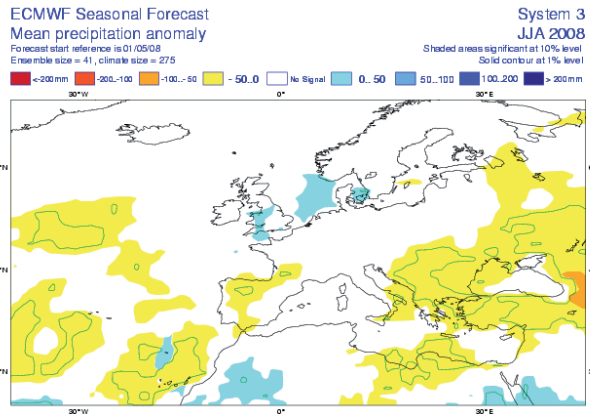 ECMWF Seasonal Forecast System 3
Mean precipitation anomaly JJA 2008
Forecast start reference is 01/05/08 Shaded areas significant at 10% level
Ensemble size = 41, climate size = 275 Solid contour at 1% level
<-200mm -200..-100 -100..-50 - 50..0 No Signal 0.. 50 50..100 100..200 > 200mm
30°W 0° 30°E
°N
°N
°N
30°W 0° 30°E